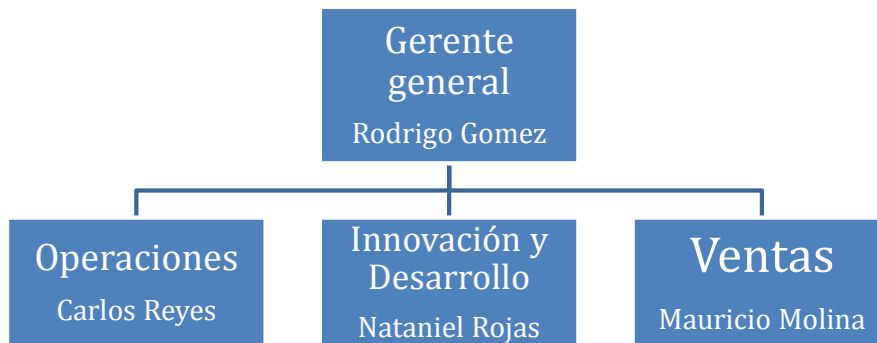 Gerente
general
Rodrigo Gomez
Operaciones
Carlos Reyes
Innovación y
Desarrollo
Nataniel Rojas
Ventas
Mauricio Molina